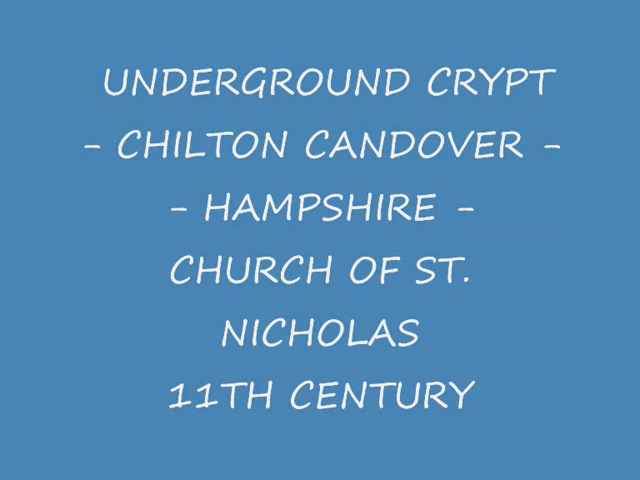 UNDERGROUND CRYPT
- CHILTON CANDOVER -
- HAMPSHIRE -
CHURCH OF ST.
NICHOLAS
11TH CENTURY